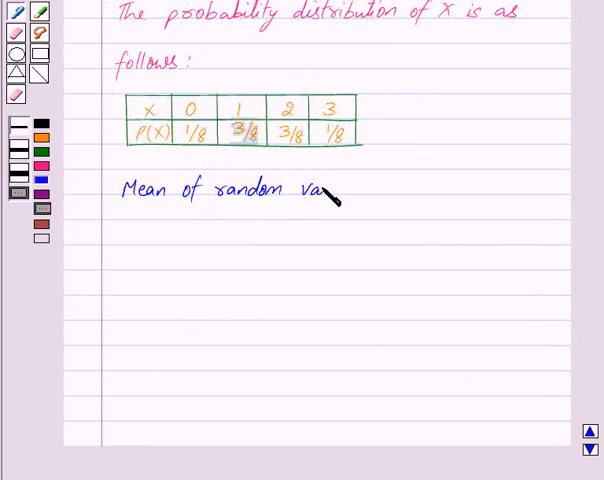 The probability distribution of X is as
follows :
X 0 1 2 3
P(X) 1/8 3/8 3/8 1/8
Mean of random va